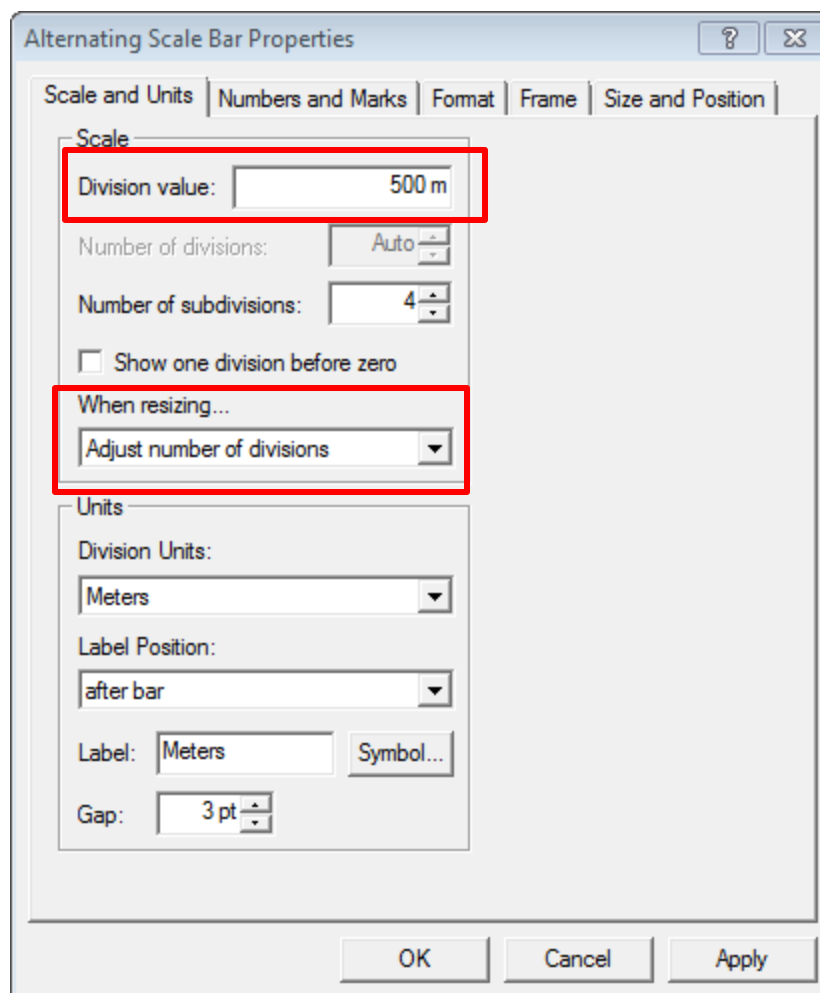 Alternating Scale Bar Properties
Scale and Units Numbers and Marks Format Frame Size and Position
Scale
Division value: 500 m
Number of divisions: Auto
Number of subdivisions: 4
Show one division before zero
When resizing...
Adjust number of divisions
Units
Division Units:
Meters
Label Position:
after bar
Label: Meters Symbol...
Gap: 3 pt
OK Cancel Apply